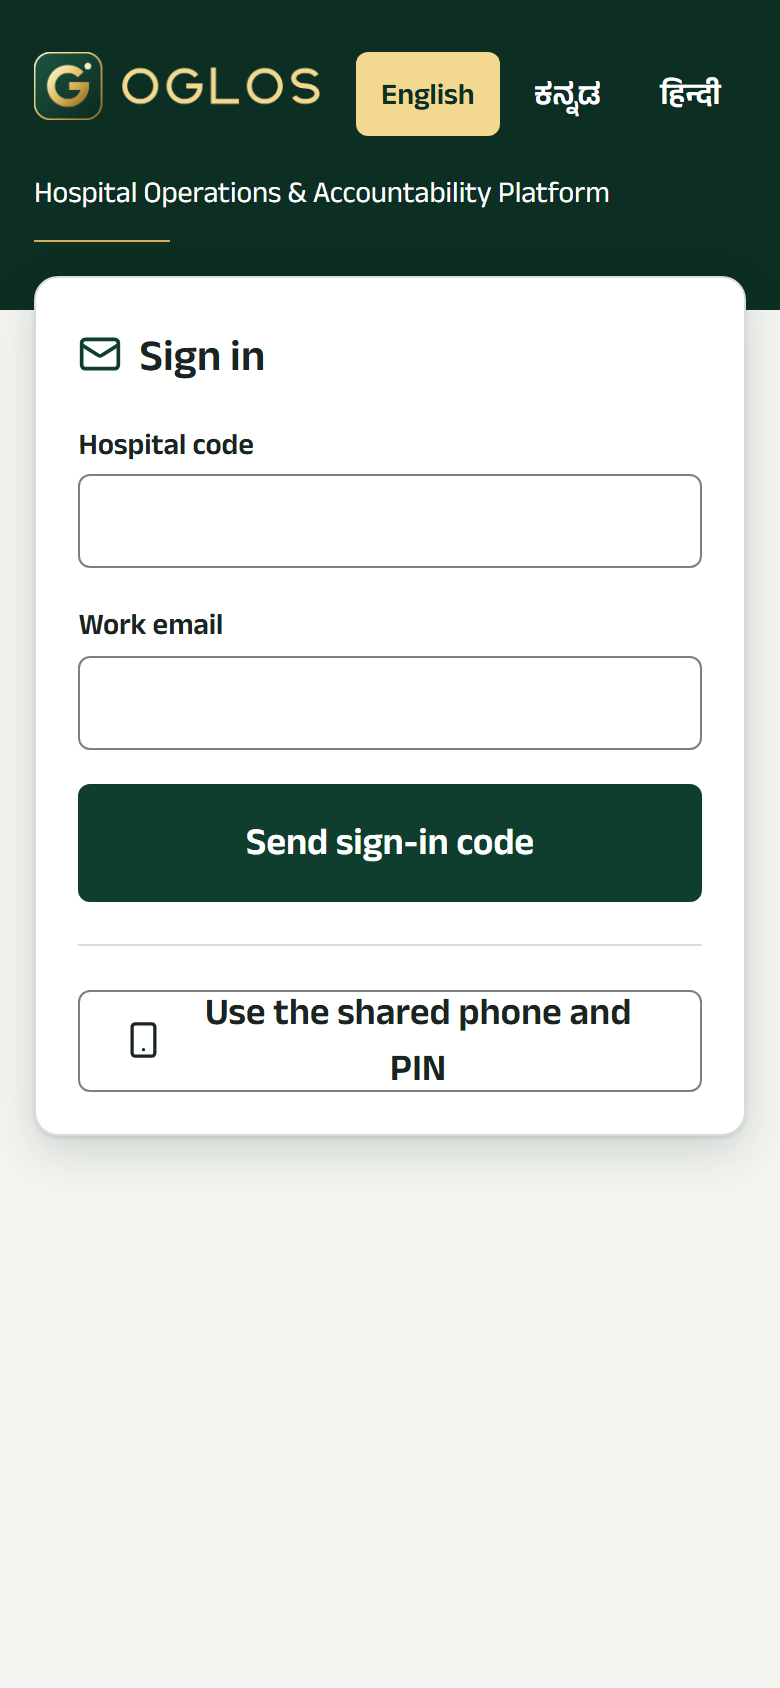 OGLOS
English
ಕನ್ನಡ
हिन्दी
Hospital Operations & Accountability Platform
Sign in
Hospital code
Work email
Send sign-in code
Use the shared phone and
PIN